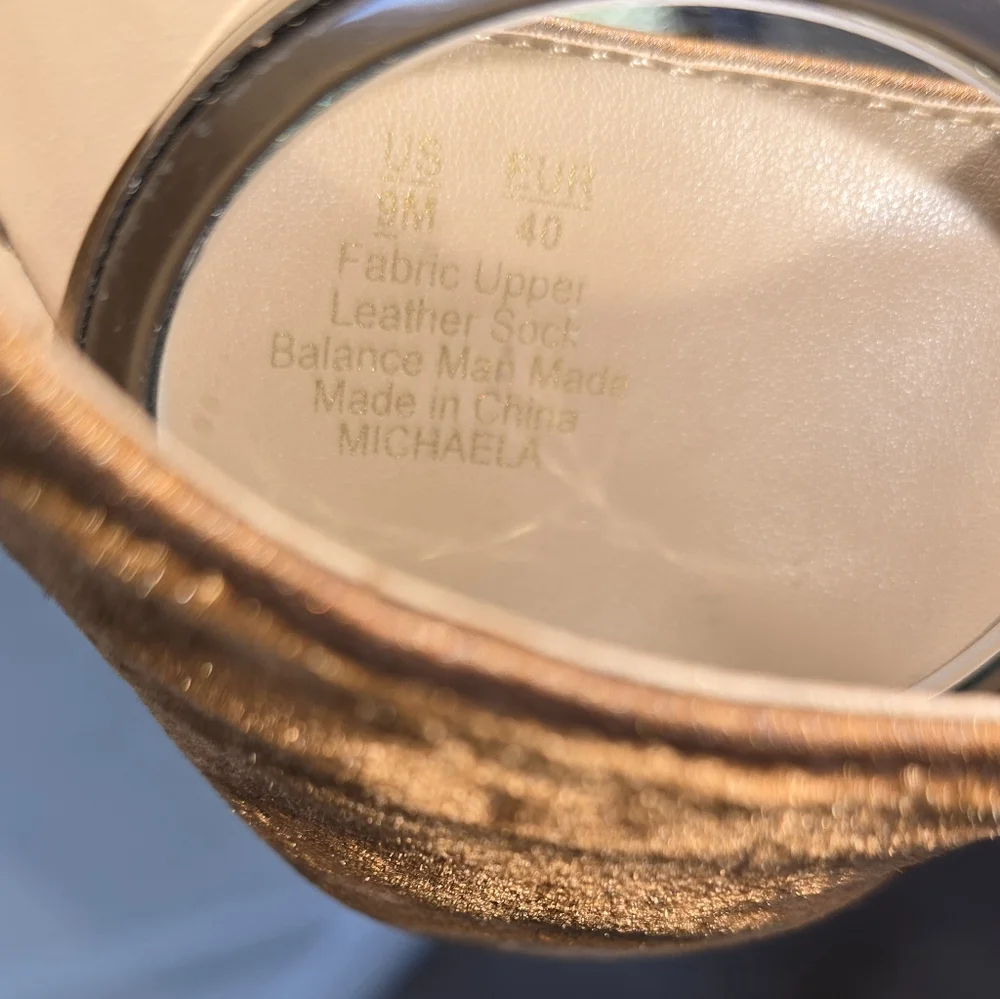 US EUR
9M 40
Fabric Upper
Leather Sock
Balance Man Made
Made in China
MICHAELA